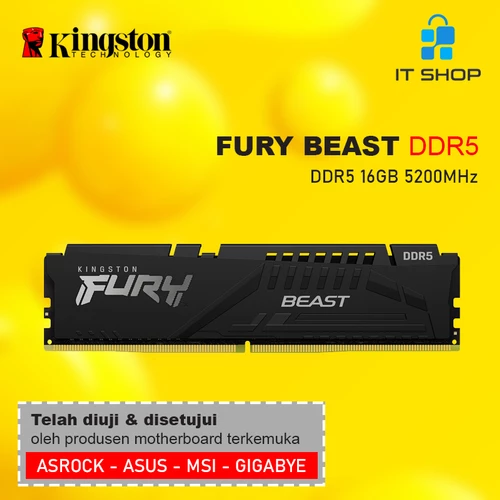 Kingston
TECHNOLOGY
IT SHOP
FURY BEAST DDR5
DDR5 16GB 5200MHz
KINGSTON
FURY
BEAST
DDR5
Telah diuji & disetujui
oleh produsen motherboard terkemuka
ASROCK - ASUS - MSI - GIGABYE